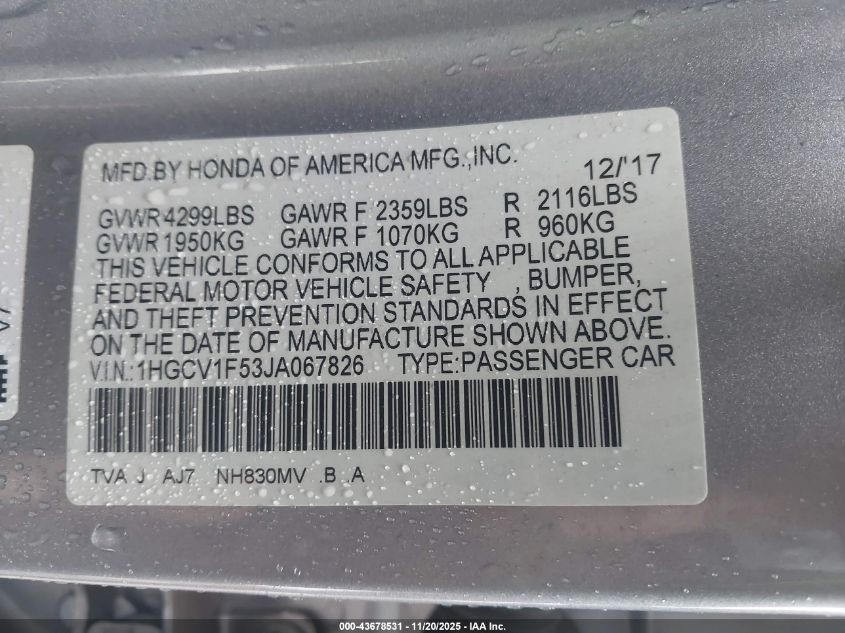 MFD.BY HONDA OF AMERICA MFG.,INC. 12/'17
GVWR 4299LBS GAWR F 2359LBS R 2116LBS
GVWR 1950KG GAWR F 1070KG R 960KG
THIS VEHICLE CONFORMS TO ALL APPLICABLE
FEDERAL MOTOR VEHICLE SAFETY , BUMPER,
AND THEFT PREVENTION STANDARDS IN EFFECT
ON THE DATE OF MANUFACTURE SHOWN ABOVE.
V.I.N.:1HGCV1F53JA067826 TYPE:PASSENGER CAR
TVA J AJ7 NH830MV .B .A
000-43678531 - 11/20/2025 - IAA Inc.